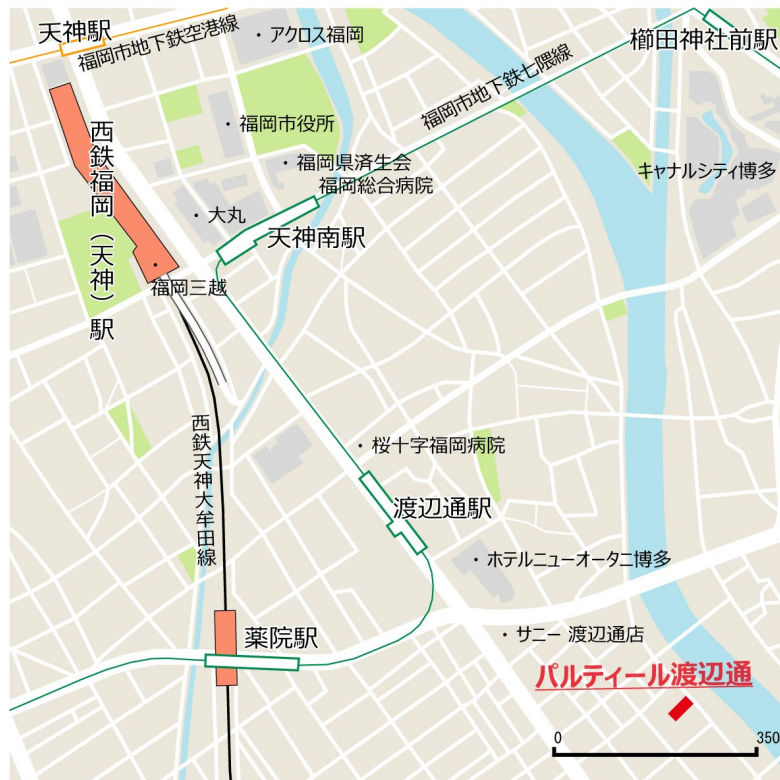 天神駅
福岡市地下鉄空港線
・アクロス福岡
櫛田神社前駅
福岡市地下鉄七隈線
西鉄福岡（天神）駅
・福岡市役所
・福岡県済生会
福岡総合病院
キャナルシティ博多
・大丸
天神南駅
・
福岡三越
西鉄天神大牟田線
・桜十字福岡病院
渡辺通駅
・ホテルニューオータニ博多
薬院駅
・サニー 渡辺通店
パルティール渡辺通
0 350